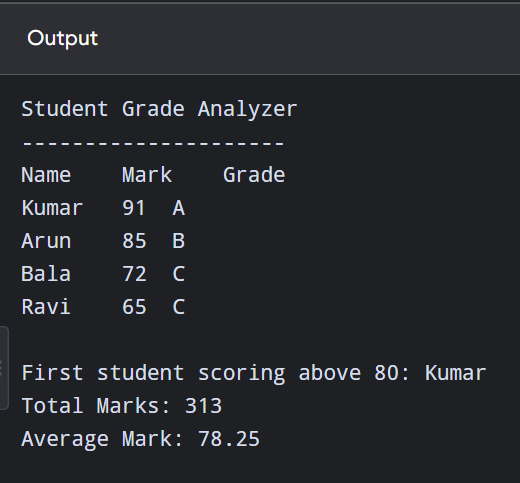 Output
Student Grade Analyzer
---------------------
Name    Mark    Grade
Kumar   91  A
Arun    85  B
Bala    72  C
Ravi    65  C
First student scoring above 80: Kumar
Total Marks: 313
Average Mark: 78.25